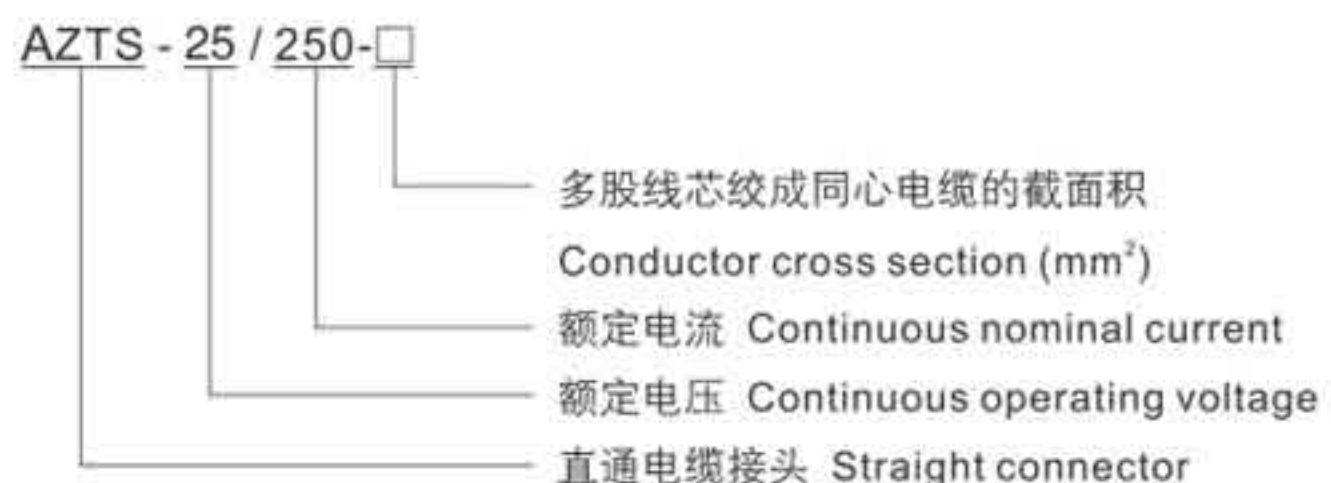 AZTS - 25 / 250-□
多股线芯绞成同心电缆的截面积
Conductor cross section (mm²)
额定电流 Continuous nominal current
额定电压 Continuous operating voltage
直通电缆接头 Straight connector